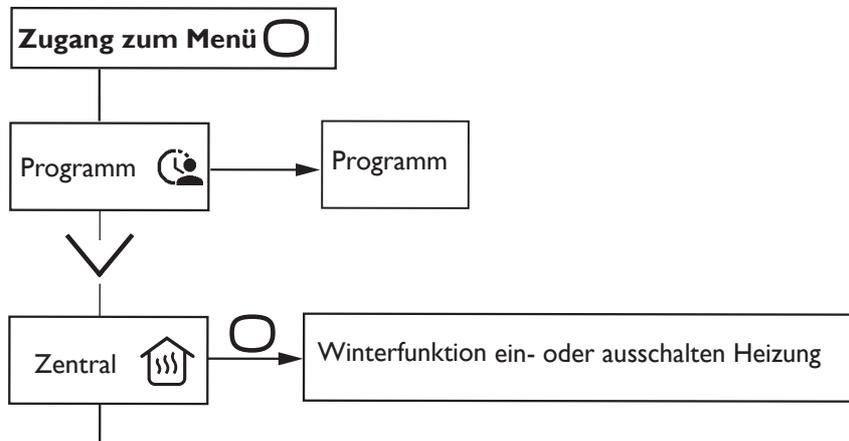 Zugang zum Menü
Programm
Programm
Zentral
Winterfunktion ein- oder ausschalten Heizung